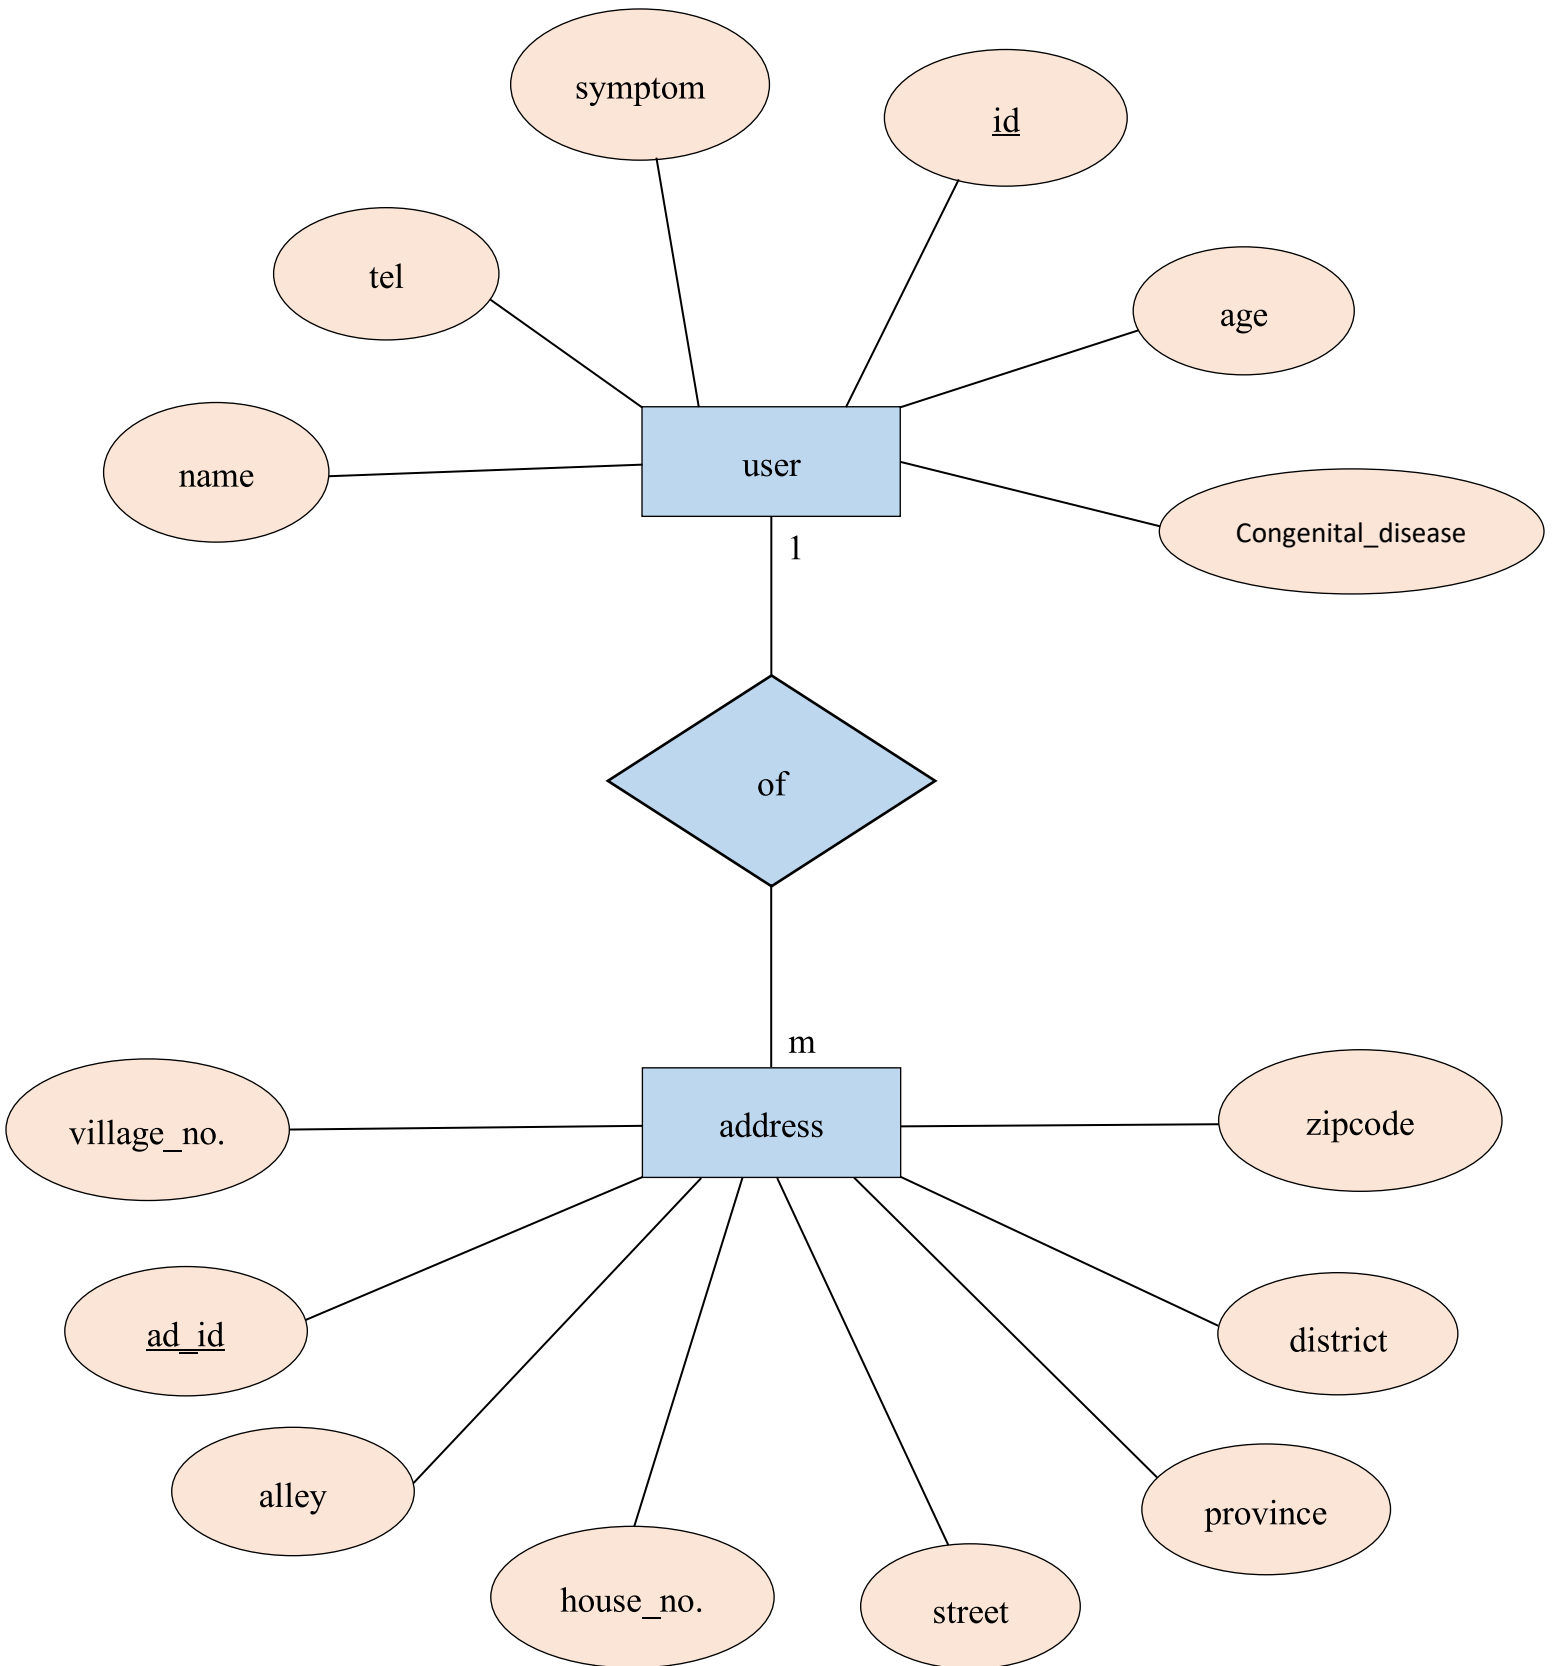 symptom
id
tel
age
name
user
Congenital_disease
1
of
m
village_no.
address
zipcode
ad_id
district
alley
province
house_no.
street